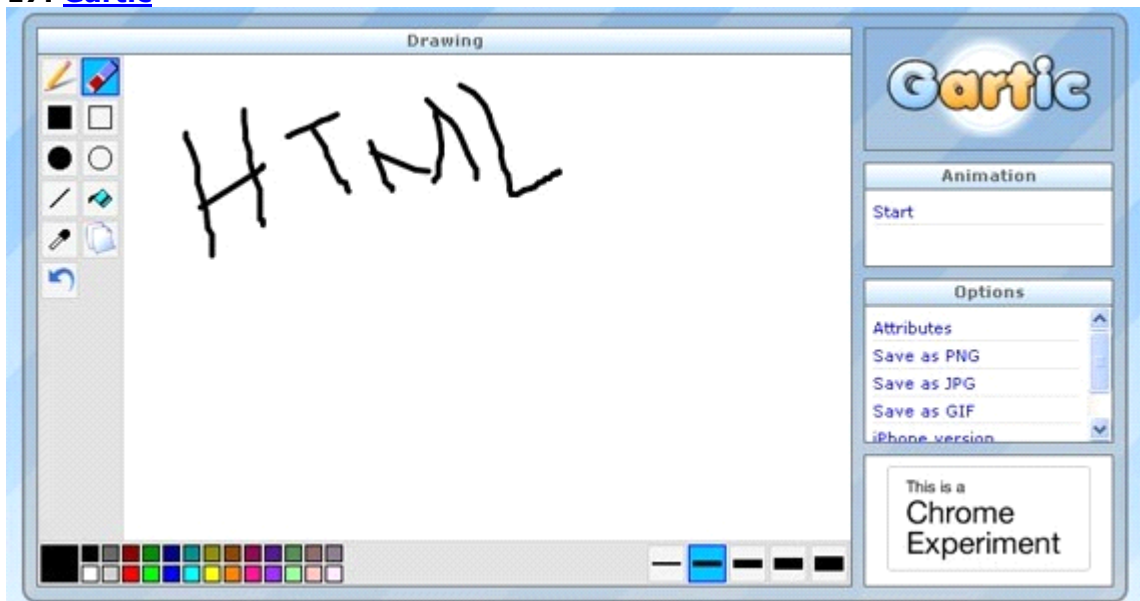 17. Gartic
Drawing
HTML
Gartic
Animation
Start
Options
Attributes
Save as PNG
Save as JPG
Save as GIF
iPhone version
This is a
Chrome
Experiment